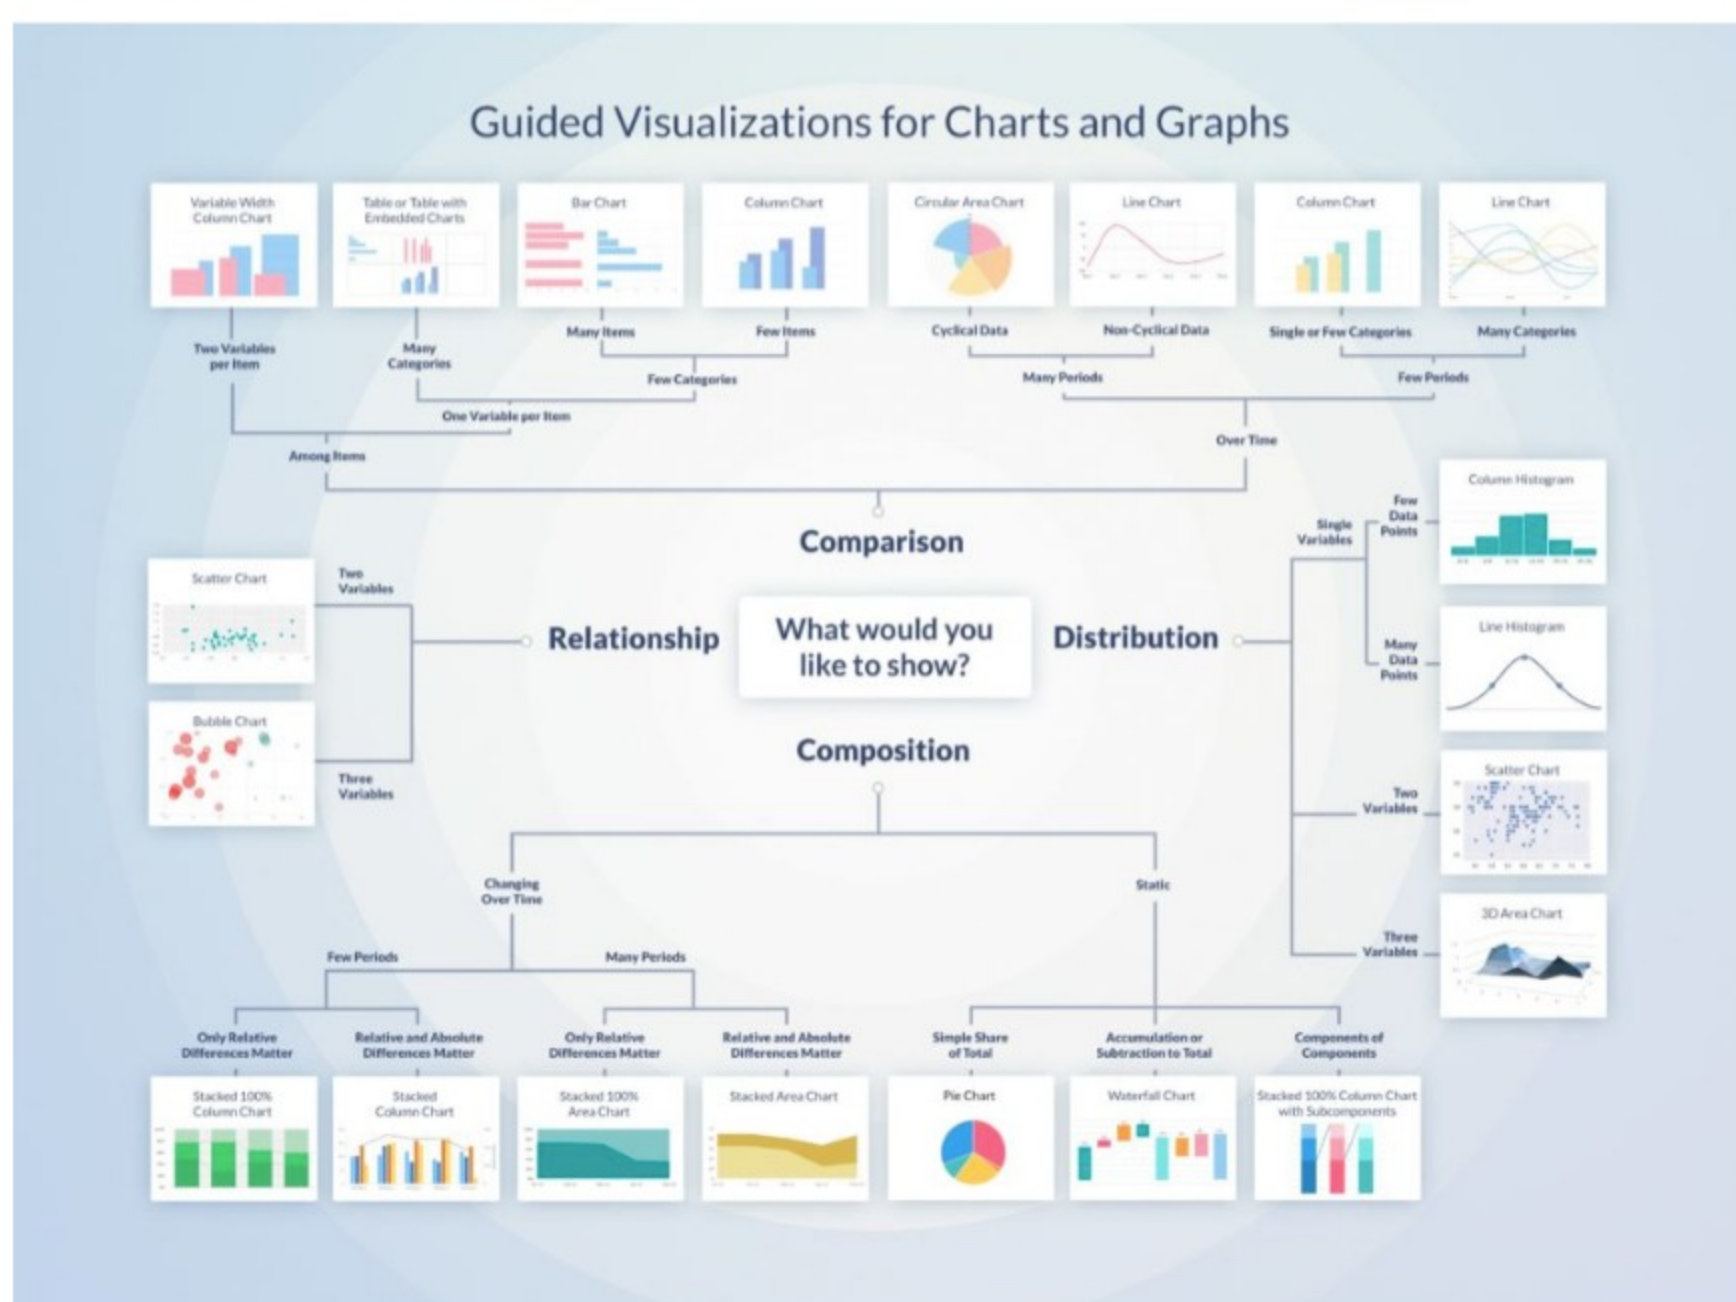 Guided Visualizations for Charts and Graphs
Variable Width
Column Chart
Table or Table with
Embedded Charts
Bar Chart
Column Chart
Circular Area Chart
Line Chart
Column Chart
Line Chart
Two Variables
per Item
Many
Categories
Many Items
Few Items
Cyclical Data
Non-Cyclical Data
Single or Few Categories
Many Categories
Few Categories
Many Periods
Few Periods
One Variable per Item
Among Items
Over Time
Comparison
Relationship
What would you
like to show?
Distribution
Composition
Two
Variables
Scatter Chart
Bubble Chart
Three
Variables
Single
Variables
Few
Data
Points
Column Histogram
Many
Data
Points
Line Histogram
Two
Variables
Scatter Chart
Three
Variables
3D Area Chart
Changing
Over Time
Static
Few Periods
Many Periods
Only Relative
Differences Matter
Relative and Absolute
Differences Matter
Only Relative
Differences Matter
Relative and Absolute
Differences Matter
Simple Share
of Total
Accumulation or
Subtraction to Total
Components of
Components
Stacked 100%
Column Chart
Stacked
Column Chart
Stacked 100%
Area Chart
Stacked Area Chart
Pie Chart
Waterfall Chart
Stacked 100% Column Chart
with Subcomponents